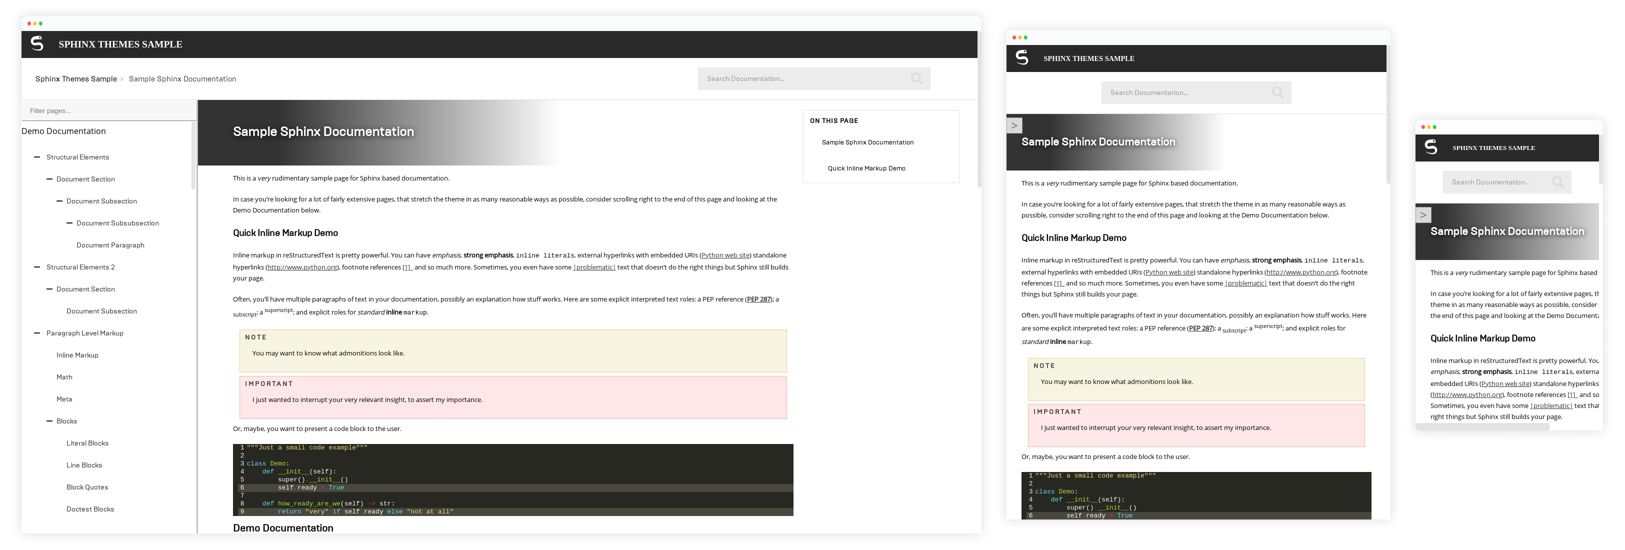 SPHINX THEMES SAMPLE
Sphinx Themes Sample > Sample Sphinx Documentation
Search Documentation...
Filter pages...
Demo Documentation
Structural Elements
Document Section
Document Subsection
Document Subsubsection
Document Paragraph
Structural Elements 2
Document Section
Document Subsection
Paragraph Level Markup
Inline Markup
Math
Meta
Blocks
Literal Blocks
Line Blocks
Block Quotes
Doctest Blocks
Sample Sphinx Documentation
This is a very rudimentary sample page for Sphinx based documentation.
In case you're looking for a lot of fairly extensive pages, that stretch the theme in as many reasonable ways as possible, consider scrolling right to the end of this page and looking at the
Demo Documentation below.
Quick Inline Markup Demo
Inline markup in reStructuredText is pretty powerful. You can have emphasis, strong emphasis, inline literals, external hyperlinks with embedded URIs (Python web site) standalone
hyperlinks (http://www.python.org), footnote references [1]_ and so much more. Sometimes, you even have some |problematic| text that doesn't do the right things but Sphinx still builds
your page.
Often, you'll have multiple paragraphs of text in your documentation, possibly an explanation how stuff works. Here are some explicit interpreted text roles: a PEP reference (PEP 287); a
subscript; a superscript; and explicit roles for standard inline markup.
NOTE
You may want to know what admonitions look like.
IMPORTANT
I just wanted to interrupt your very relevant insight, to assert my importance.
Or, maybe, you want to present a code block to the user.
1 """Just a small code example"""
2
3 class Demo:
4 def __init__(self):
5 super().__init__()
6 self.ready = True
7
8 def how_ready_are_we(self) -> str:
9 return "very" if self.ready else "not at all"
Demo Documentation
ON THIS PAGE
Sample Sphinx Documentation
Quick Inline Markup Demo
SPHINX THEMES SAMPLE
Search Documentation...
>
Sample Sphinx Documentation
This is a very rudimentary sample page for Sphinx based documentation.
In case you're looking for a lot of fairly extensive pages, that stretch the theme in as many reasonable ways as
possible, consider scrolling right to the end of this page and looking at the Demo Documentation below.
Quick Inline Markup Demo
Inline markup in reStructuredText is pretty powerful. You can have emphasis, strong emphasis, inline literals,
external hyperlinks with embedded URIs (Python web site) standalone hyperlinks (http://www.python.org), footnote
references [1]_ and so much more. Sometimes, you even have some |problematic| text that doesn't do the right
things but Sphinx still builds your page.
Often, you'll have multiple paragraphs of text in your documentation, possibly an explanation how stuff works. Here
are some explicit interpreted text roles: a PEP reference (PEP 287); a subscript; a superscript; and explicit roles for
standard inline markup.
NOTE
You may want to know what admonitions look like.
IMPORTANT
I just wanted to interrupt your very relevant insight, to assert my importance.
Or, maybe, you want to present a code block to the user.
1 """Just a small code example"""
2
3 class Demo:
4 def __init__(self):
5 super().__init__()
6 self.ready = True
SPHINX THEMES SAMPLE
Search Documentation...
>
Sample Sphinx Documentation
This is a very rudimentary sample page for Sphinx based
In case you're looking for a lot of fairly extensive pages, th
theme in as many reasonable ways as possible, consider
the end of this page and looking at the Demo Documenta
Quick Inline Markup Demo
Inline markup in reStructuredText is pretty powerful. You
emphasis, strong emphasis, inline literals, externa
embedded URIs (Python web site) standalone hyperlinks
(http://www.python.org), footnote references [1]_ and so
Sometimes, you even have some |problematic| text that
right things but Sphinx still builds your page.